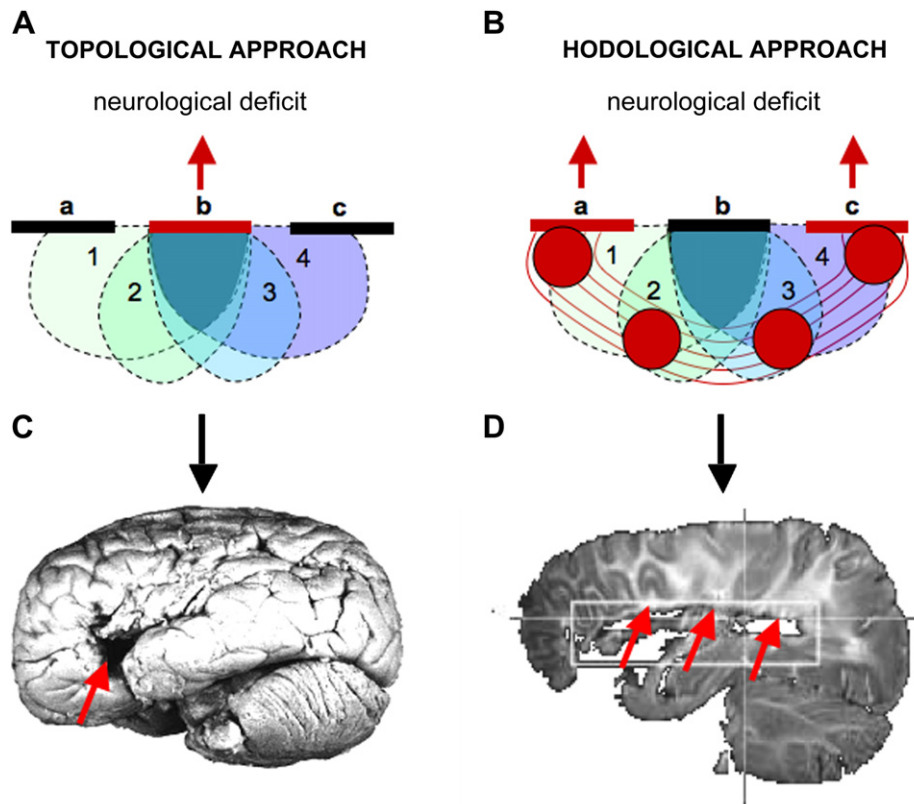 A
TOPOLOGICAL APPROACH
neurological deficit
a
b
c
1
2
3
4
B
HODOLOGICAL APPROACH
neurological deficit
a
b
c
1
2
3
4
C
D